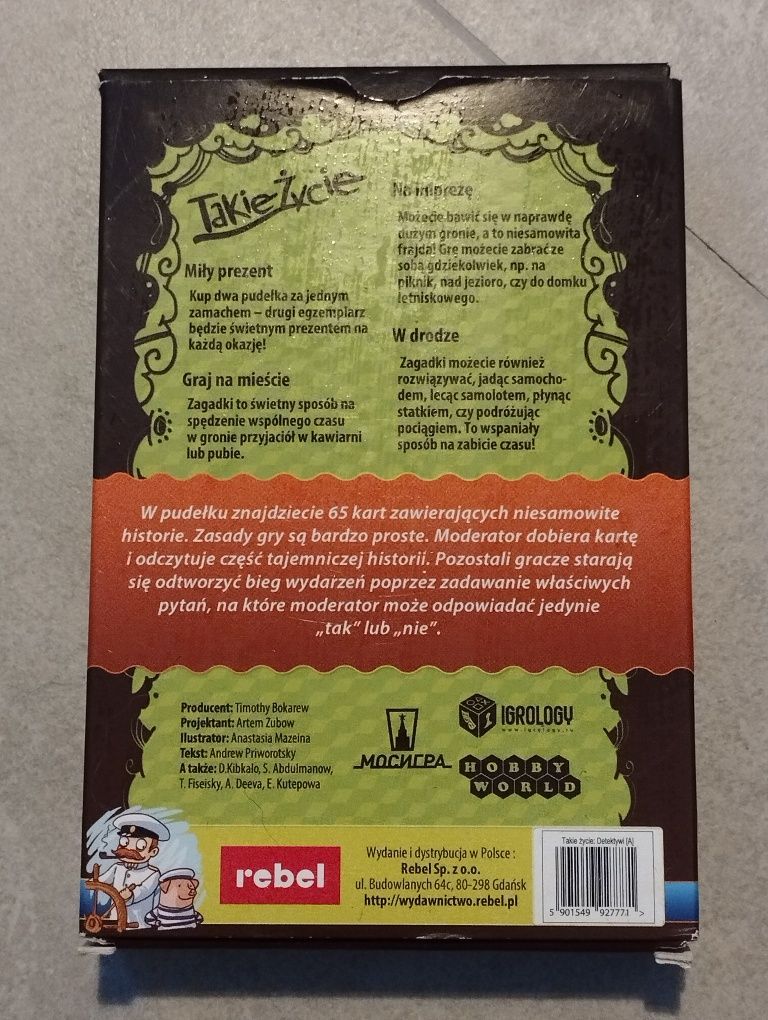 Takie Życie
Miły prezent
Kup dwa pudełka za jednym
zamachem – drugi egzemplarz
będzie świetnym prezentem na
każdą okazję!
Graj na mieście
Zagadki to świetny sposób na
spędzenie wspólnego czasu
w gronie przyjaciół w kawiarni
lub pubie.
Na imprezę
Możecie bawić się w naprawdę
dużym gronie, a to niesamowita
frajda! Grę możecie zabrać ze
sobą gdziekolwiek, np. na
piknik, nad jezioro, czy do domku
letniskowego.
W drodze
Zagadki możecie również
rozwiązywać, jadąc samocho-
dem, lecąc samolotem, płynąc
statkiem, czy podróżując
pociągiem. To wspaniały
sposób na zabicie czasu!
W pudełku znajdziecie 65 kart zawierających niesamowite
historie. Zasady gry są bardzo proste. Moderator dobiera kartę
i odczytuje część tajemniczej historii. Pozostali gracze starają
się odtworzyć bieg wydarzeń poprzez zadawanie właściwych
pytań, na które moderator może odpowiadać jedynie
„tak” lub „nie”.
Producent: Timothy Bokarew
Projektant: Artem Zubow
Ilustrator: Anastasia Mazeina
Tekst: Andrew Priworotsky
A także: D.Kibkalo, S. Abdulmanow,
T. Fiseisky, A. Deeva, E. Kutepowa
МОСИГРА
IGROLOGY
www.igrology.ru
HOBBY
WORLD
rebel
Wydanie i dystrybucja w Polsce :
Rebel Sp. z o.o.
ul. Budowlanych 64c, 80-298 Gdańsk
http://wydawnictwo.rebel.pl
Takie życie: Detektywi [A]
5 901549 927771 >